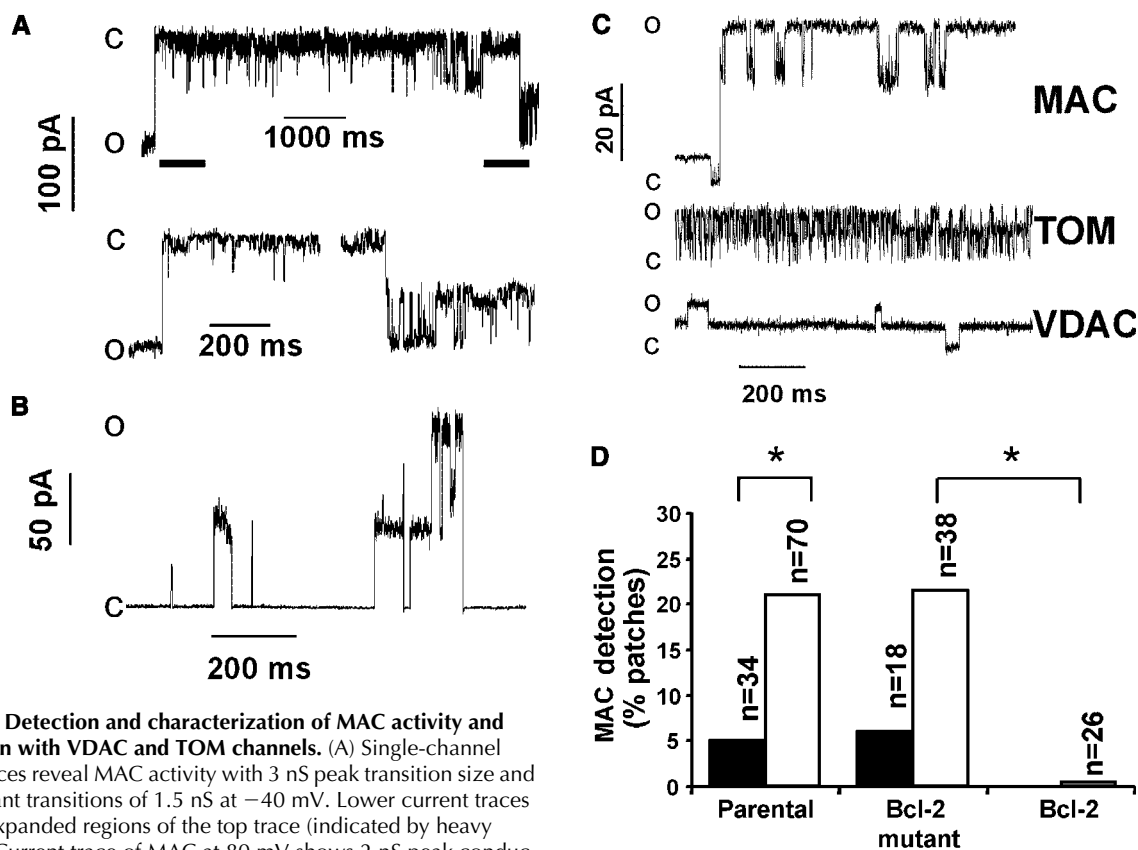 A
C
O
100 pA
1000 ms
C
O
200 ms
B
O
C
50 pA
200 ms
Detection and characterization of MAC activity and
n with VDAC and TOM channels. (A) Single-channel
ces reveal MAC activity with 3 nS peak transition size and
ant transitions of 1.5 nS at −40 mV. Lower current traces
xpanded regions of the top trace (indicated by heavy
Current trace of MAC at 80 mV shows 2 nS peak conduc
C
O
C
20 pA
MAC
O
C
TOM
O
C
VDAC
200 ms
D
*
*
MAC detection
(% patches)
30
25
20
15
10
5
0
n=34
n=70
n=18
n=38
n=26
Parental
Bcl-2
mutant
Bcl-2